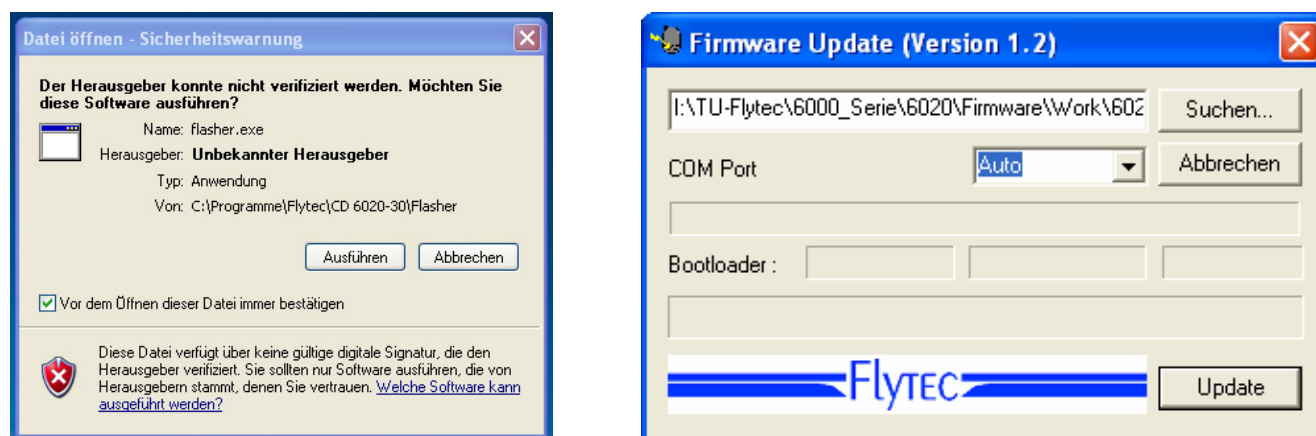 Datei öffnen - Sicherheitswarnung
Der Herausgeber konnte nicht verifiziert werden. Möchten Sie
diese Software ausführen?
Name: flasher.exe
Herausgeber: Unbekannter Herausgeber
Typ: Anwendung
Von: C:\Programme\Flytec\CD 6020-30\Flasher
Ausführen
Abbrechen
Vor dem Öffnen dieser Datei immer bestätigen
Diese Datei verfügt über keine gültige digitale Signatur, die den
Herausgeber verifiziert. Sie sollten nur Software ausführen, die von
Herausgebern stammt, denen Sie vertrauen. Welche Software kann
ausgeführt werden?
Firmware Update (Version 1.2)
I:\TU-Flytec\6000_Serie\6020\Firmware\Work\602
Suchen...
COM Port
Auto
Abbrechen
Bootloader :
FLYTEC
Update